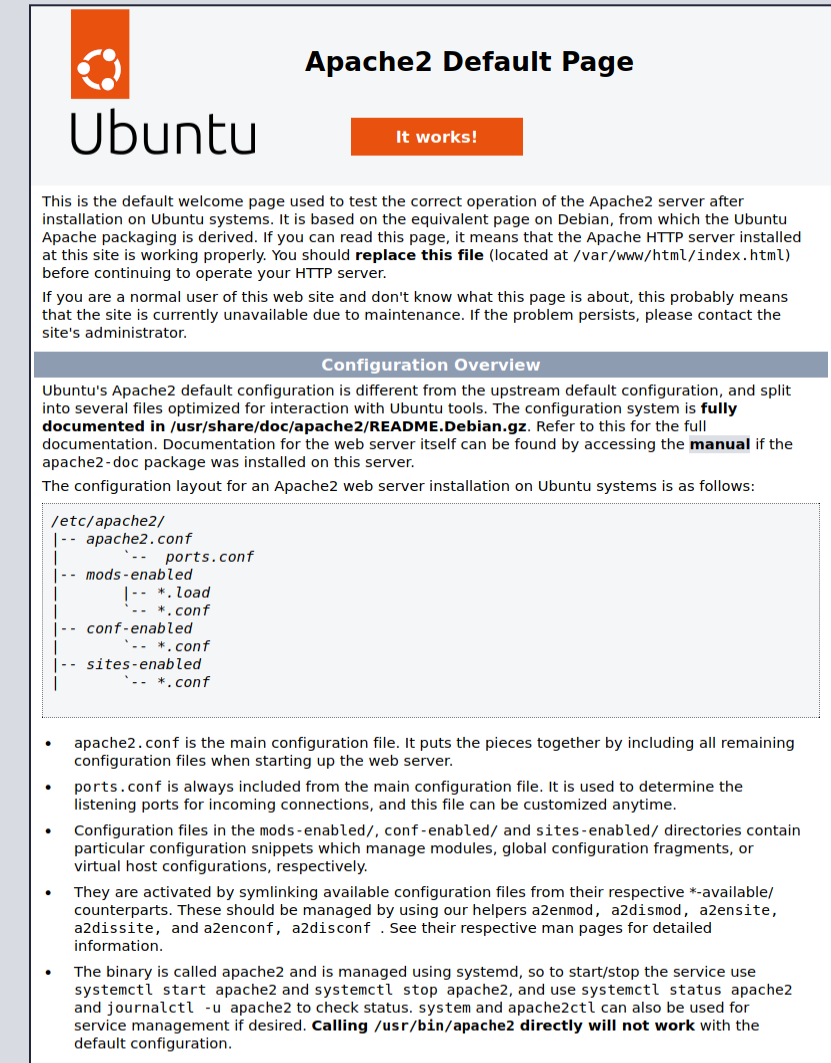 Ubuntu
Apache2 Default Page
It works!
This is the default welcome page used to test the correct operation of the Apache2 server after
installation on Ubuntu systems. It is based on the equivalent page on Debian, from which the Ubuntu
Apache packaging is derived. If you can read this page, it means that the Apache HTTP server installed
at this site is working properly. You should replace this file (located at /var/www/html/index.html)
before continuing to operate your HTTP server.
If you are a normal user of this web site and don't know what this page is about, this probably means
that the site is currently unavailable due to maintenance. If the problem persists, please contact the
site's administrator.
Configuration Overview
Ubuntu's Apache2 default configuration is different from the upstream default configuration, and split
into several files optimized for interaction with Ubuntu tools. The configuration system is fully
documented in /usr/share/doc/apache2/README.Debian.gz. Refer to this for the full
documentation. Documentation for the web server itself can be found by accessing the manual if the
apache2-doc package was installed on this server.
The configuration layout for an Apache2 web server installation on Ubuntu systems is as follows:
/etc/apache2/
|-- apache2.conf
|       `--  ports.conf
|-- mods-enabled
|       |-- *.load
|       `-- *.conf
|-- conf-enabled
|       `-- *.conf
|-- sites-enabled
|       `-- *.conf
• apache2.conf is the main configuration file. It puts the pieces together by including all remaining
configuration files when starting up the web server.
• ports.conf is always included from the main configuration file. It is used to determine the
listening ports for incoming connections, and this file can be customized anytime.
• Configuration files in the mods-enabled/, conf-enabled/ and sites-enabled/ directories contain
particular configuration snippets which manage modules, global configuration fragments, or
virtual host configurations, respectively.
• They are activated by symlinking available configuration files from their respective *-available/
counterparts. These should be managed by using our helpers a2enmod, a2dismod, a2ensite,
a2dissite, and a2enconf, a2disconf . See their respective man pages for detailed
information.
• The binary is called apache2 and is managed using systemd, so to start/stop the service use
systemctl start apache2 and systemctl stop apache2, and use systemctl status apache2
and journalctl -u apache2 to check status. system and apache2ctl can also be used for
service management if desired. Calling /usr/bin/apache2 directly will not work with the
default configuration.